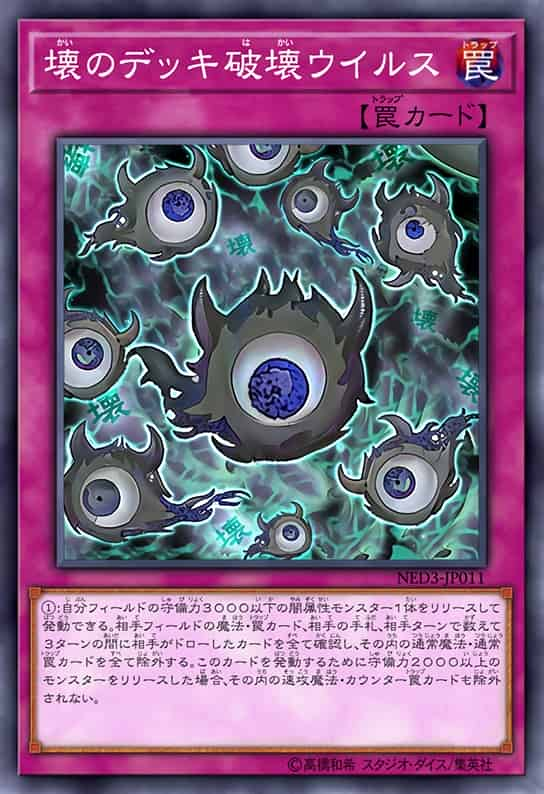 壊のデッキ破壊ウイルス 罠
【罠カード】
壊
壊
壊
壊
壊
NED3-JP011
①:自分フィールドの守備力3000以下の闇属性モンスター1体をリリースして
発動できる。相手フィールドの魔法・罠カード、相手の手札、相手ターンで数えて
3ターンの間に相手がドローしたカードを全て確認し、その内の通常魔法・通常
罠カードを全て除外する。このカードを発動するために守備力2000以上の
モンスターをリリースした場合、その内の速攻魔法・カウンター罠カードも除外
されない。
©高橋和希 スタジオ・ダイス/集英社